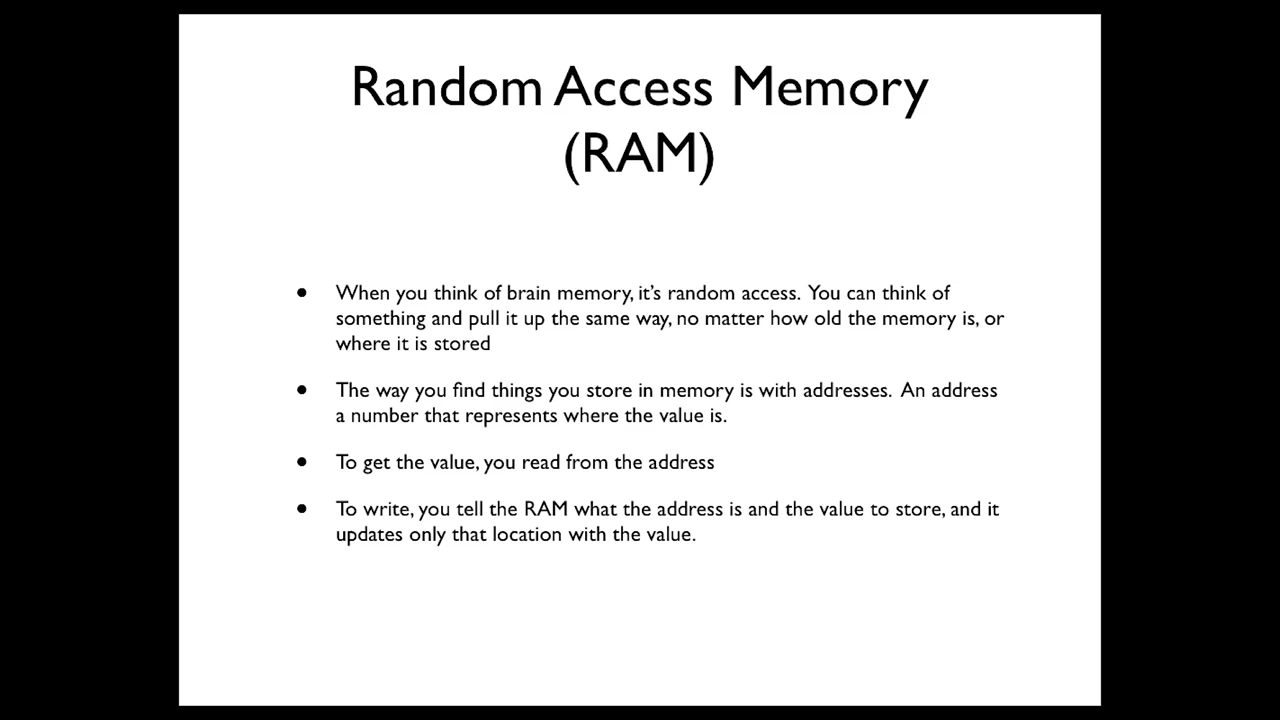 Random Access Memory
(RAM)
• When you think of brain memory, it's random access. You can think of
something and pull it up the same way, no matter how old the memory is, or
where it is stored
• The way you find things you store in memory is with addresses. An address
a number that represents where the value is.
• To get the value, you read from the address
• To write, you tell the RAM what the address is and the value to store, and it
updates only that location with the value.